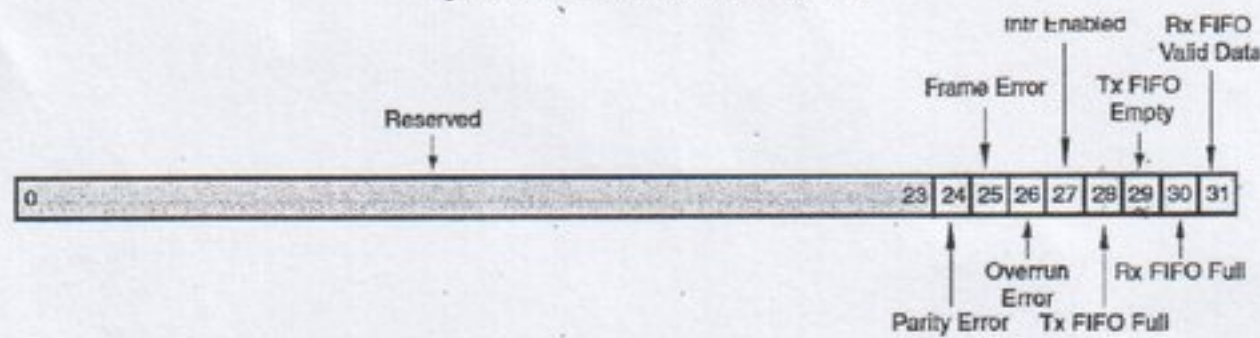 Intr Enabled
Rx FIFO
Valid Data
Frame Error
Tx FIFO
Empty
Reserved
0 23 24 25 26 27 28 29 30 31
Overrun
Error
Rx FIFO Full
Parity Error
Tx FIFO Full